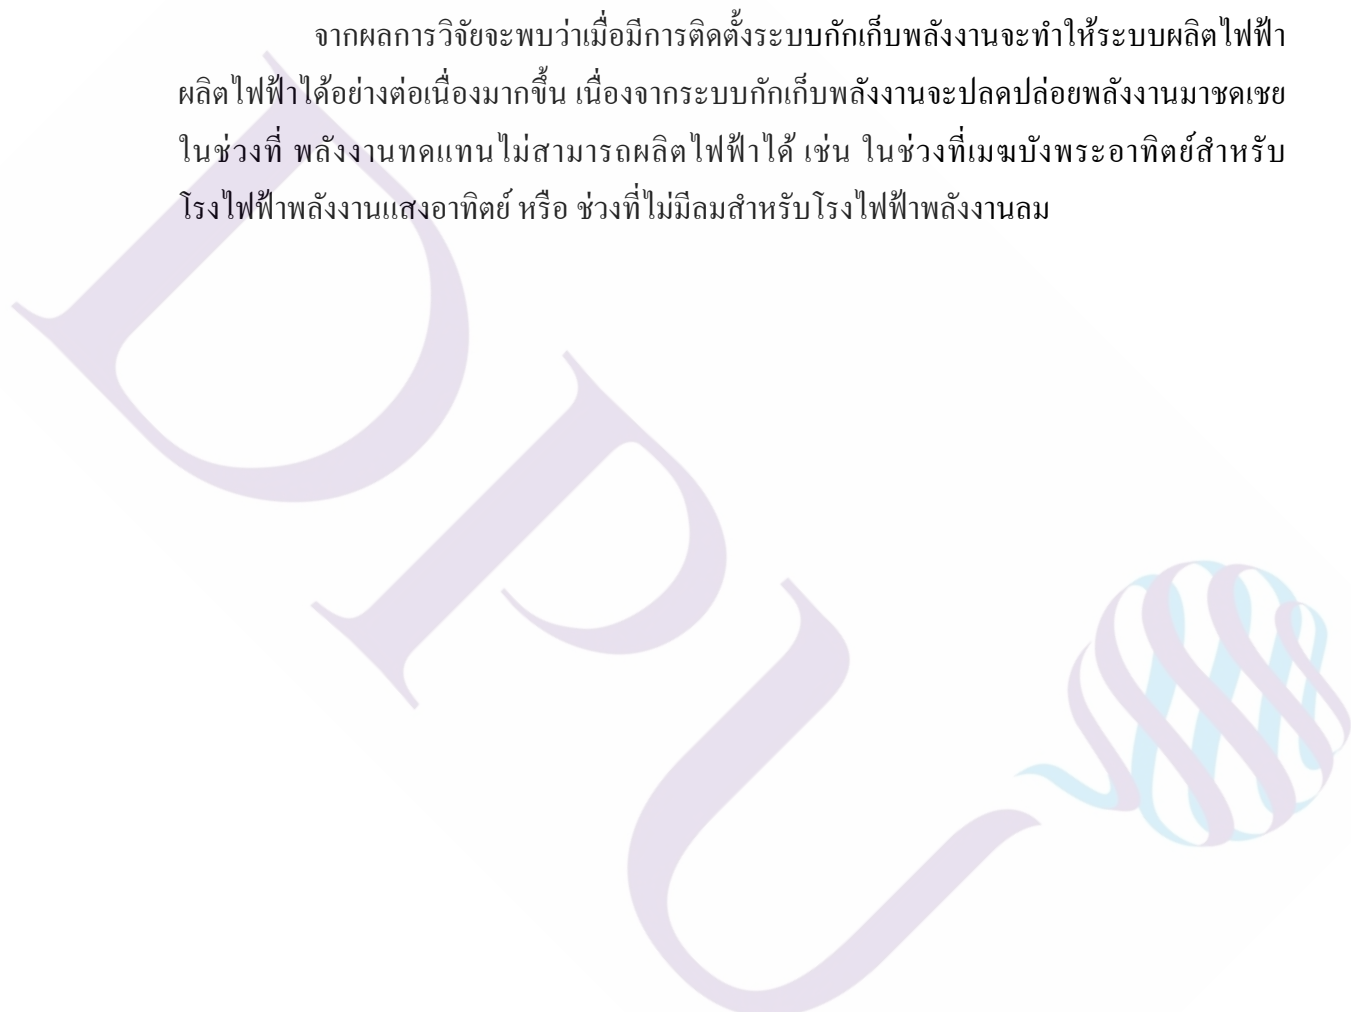 จากผลการวิจัยจะพบว่าเมื่อมีการติดตั้งระบบกักเก็บพลังงานจะทำให้ระบบผลิตไฟฟ้า
ผลิตไฟฟ้าได้อย่างต่อเนื่องมากขึ้น เนื่องจากระบบกักเก็บพลังงานจะปลดปล่อยพลังงานมาชดเชย
ในช่วงที่ พลังงานทดแทนไม่สามารถผลิตไฟฟ้าได้ เช่น ในช่วงที่เมฆบังพระอาทิตย์สำหรับ
โรงไฟฟ้าพลังงานแสงอาทิตย์ หรือ ช่วงที่ไม่มีลมสำหรับโรงไฟฟ้าพลังงานลม
DPU